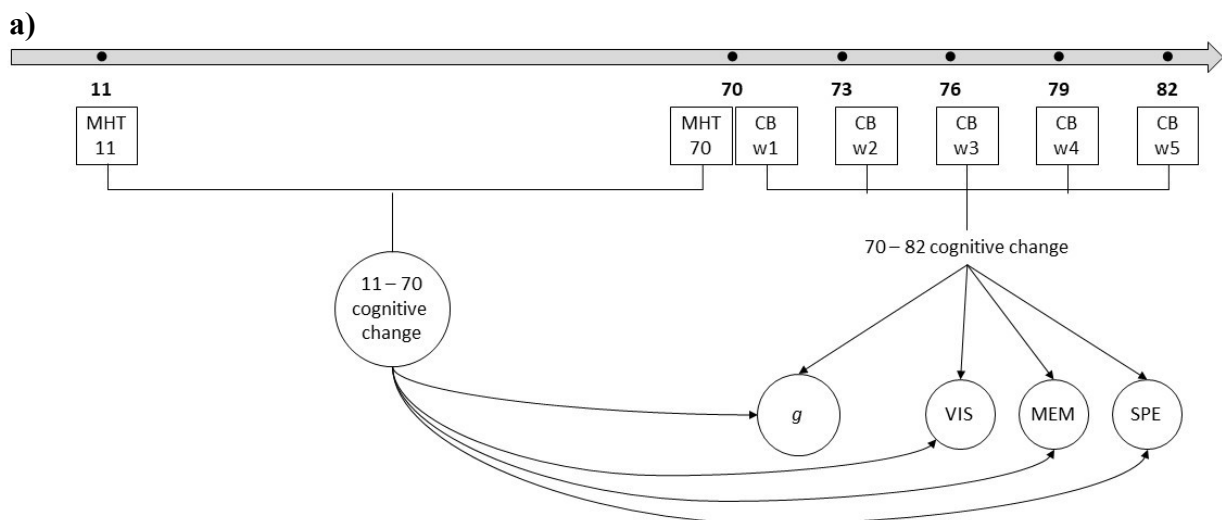 a)
11 70 73 76 79 82
MHT MHT CB CB CB CB CB
11 70 w1 w2 w3 w4 w5
70 – 82 cognitive change
11 – 70
cognitive
change
g VIS MEM SPE